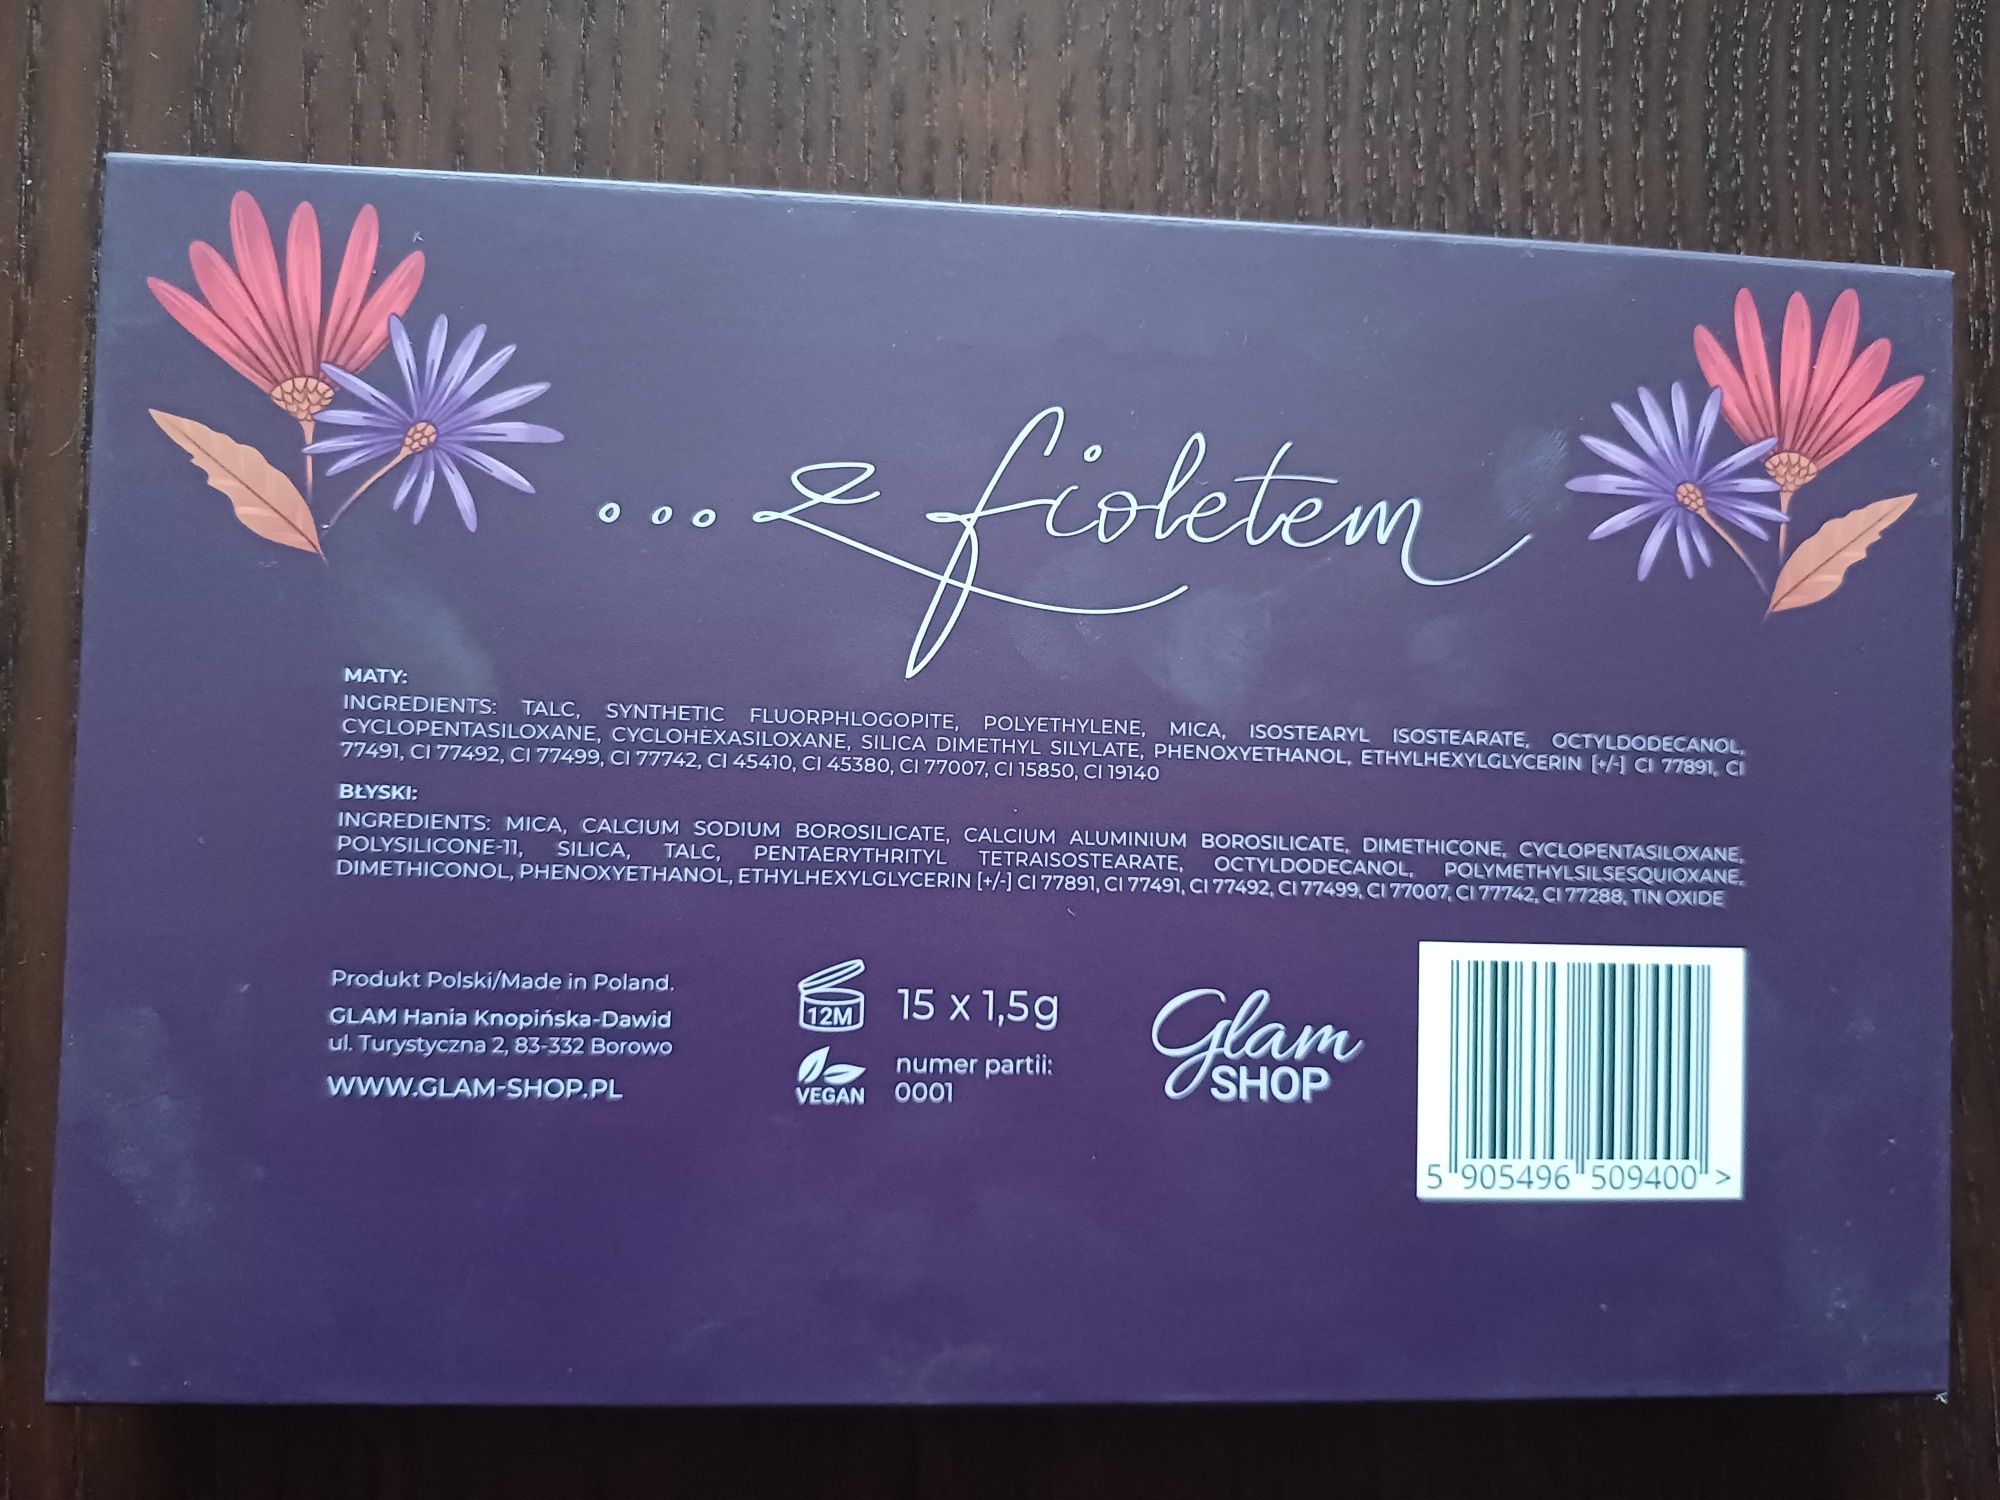 ... z fioletem
MATY:
INGREDIENTS: TALC, SYNTHETIC FLUORPHLOGOPITE, POLYETHYLENE, MICA, ISOSTEARYL ISOSTEARATE, OCTYLDODECANOL,
CYCLOPENTASILOXANE, CYCLOHEXASILOXANE, SILICA DIMETHYL SILYLATE, PHENOXYETHANOL, ETHYLHEXYLGLYCERIN [+/-] CI 77891, CI
77491, CI 77492, CI 77499, CI 77742, CI 45410, CI 45380, CI 77007, CI 15850, CI 19140
BŁYSKI:
INGREDIENTS: MICA, CALCIUM SODIUM BOROSILICATE, CALCIUM ALUMINIUM BOROSILICATE, DIMETHICONE, CYCLOPENTASILOXANE,
POLYSILICONE-11, SILICA, TALC, PENTAERYTHRITYL TETRAISOSTEARATE, OCTYLDODECANOL, POLYMETHYLSILSESQUIOXANE,
DIMETHICONOL, PHENOXYETHANOL, ETHYLHEXYLGLYCERIN [+/-] CI 77891, CI 77491, CI 77492, CI 77499, CI 77007, CI 77742, CI 77288, TIN OXIDE
Produkt Polski/Made in Poland.
GLAM Hania Knopińska-Dawid
ul. Turystyczna 2, 83-332 Borowo
WWW.GLAM-SHOP.PL
12M
VEGAN
15 x 1,5g
numer partii:
0001
Glam
SHOP
5 905496 509400 >